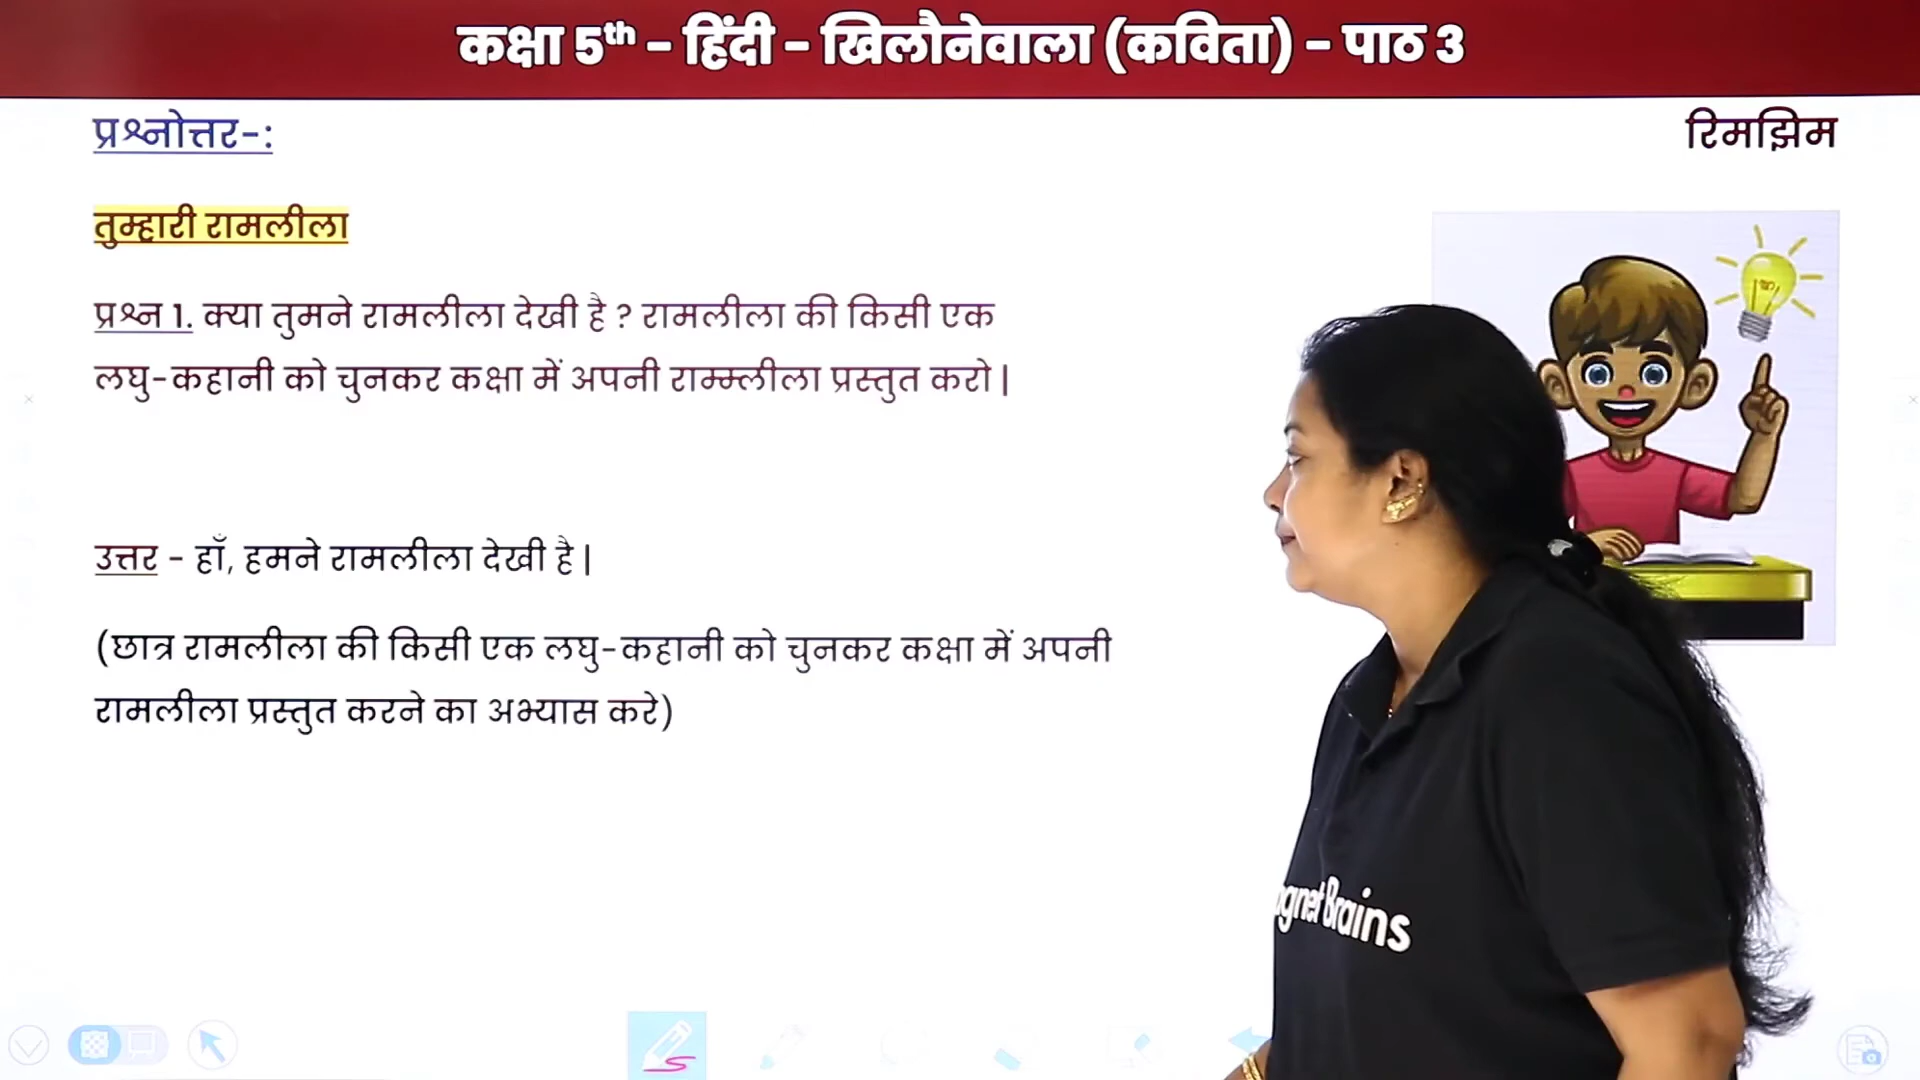 कक्षा 5th - हिंदी - खिलौनेवाला (कविता) - पाठ 3
प्रश्नोत्तर-:
रिमझिम
तुम्हारी रामलीला
प्रश्न 1. क्या तुमने रामलीला देखी है ? रामलीला की किसी एक
लघु-कहानी को चुनकर कक्षा में अपनी राम्म्लीला प्रस्तुत करो |
उत्तर - हाँ, हमने रामलीला देखी है |
(छात्र रामलीला की किसी एक लघु-कहानी को चुनकर कक्षा में अपनी
रामलीला प्रस्तुत करने का अभ्यास करे)
Brains